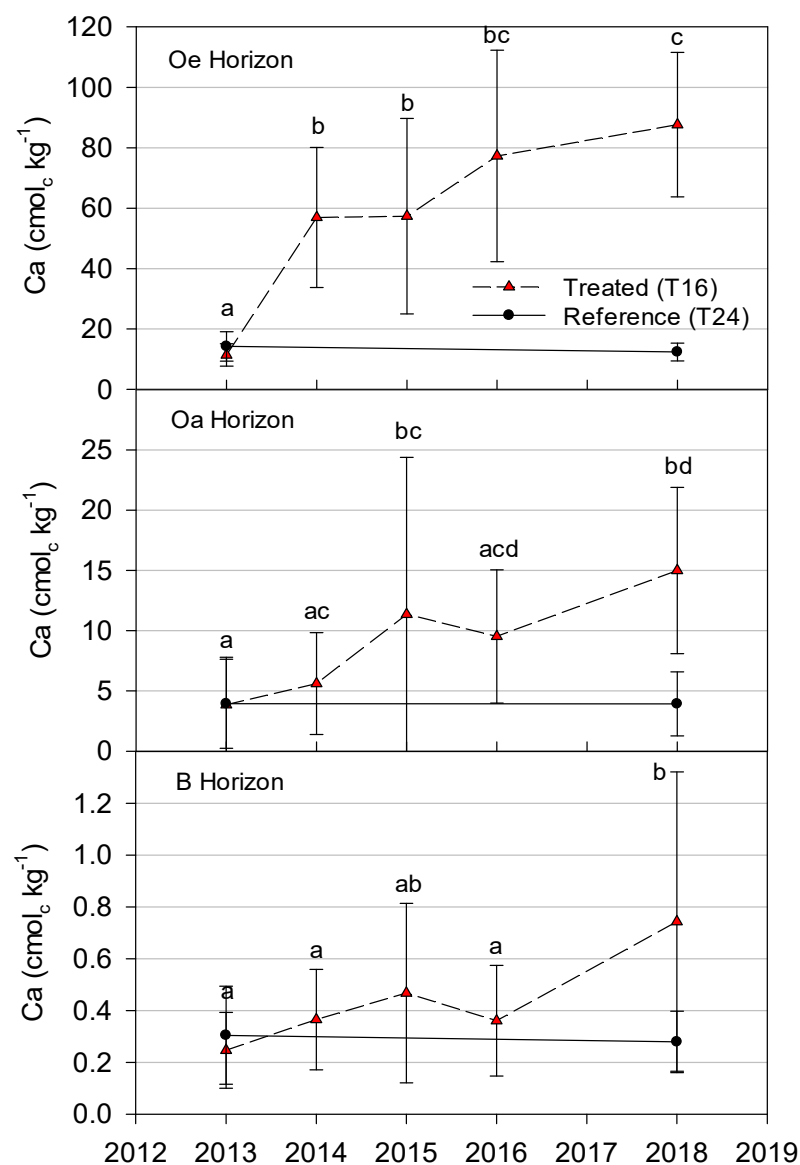 120
Oe Horizon
bc
c
100
b
b
80
Ca (cmolc kg-1)
60
40
Treated (T16)
a
Reference (T24)
20
0
Oa Horizon
bc
25
bd
20
acd
Ca (cmolc kg-1)
15
ac
a
10
5
0
B Horizon
b
1.2
1.0
ab
Ca (cmolc kg-1)
0.8
a
a
0.6
a
0.4
0.2
0.0
2012 2013 2014 2015 2016 2017 2018 2019